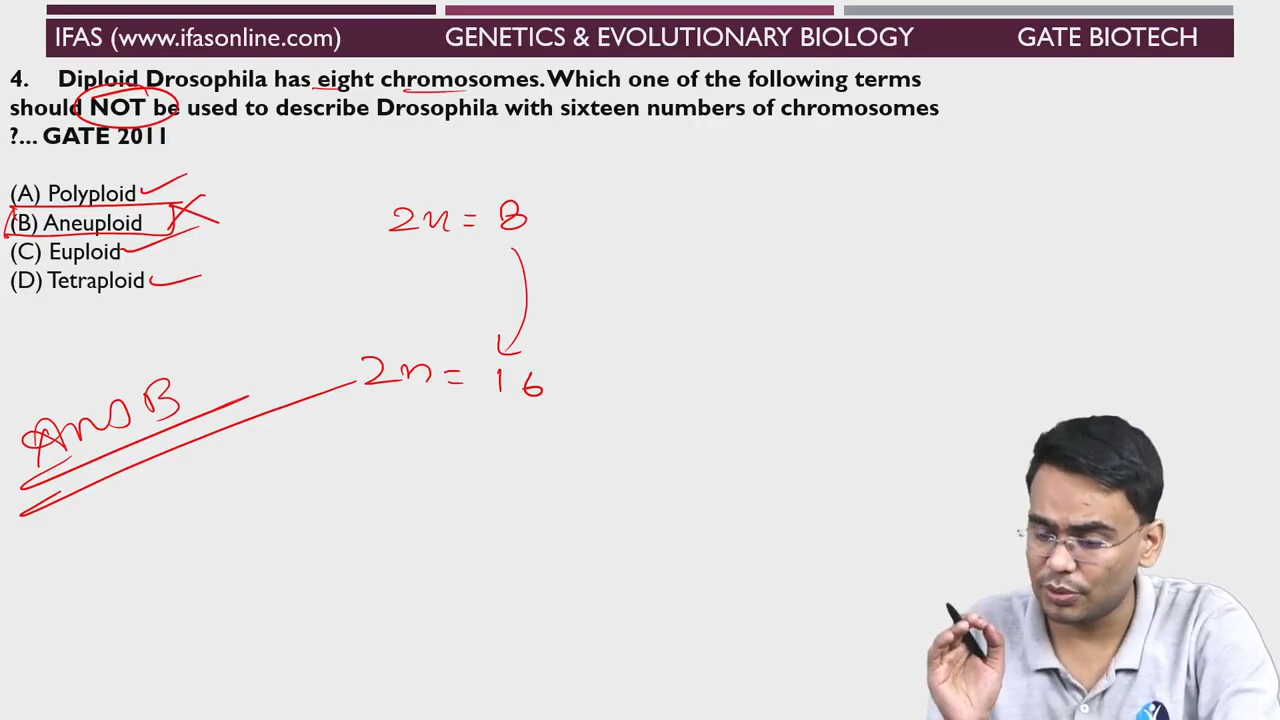 IFAS (www.ifasonline.com) GENETICS & EVOLUTIONARY BIOLOGY GATE BIOTECH
4. Diploid Drosophila has eight chromosomes. Which one of the following terms
should NOT be used to describe Drosophila with sixteen numbers of chromosomes
?... GATE 2011
(A) Polyploid
(B) Aneuploid
(C) Euploid
(D) Tetraploid
2n = 8
2n = 16
Ans B